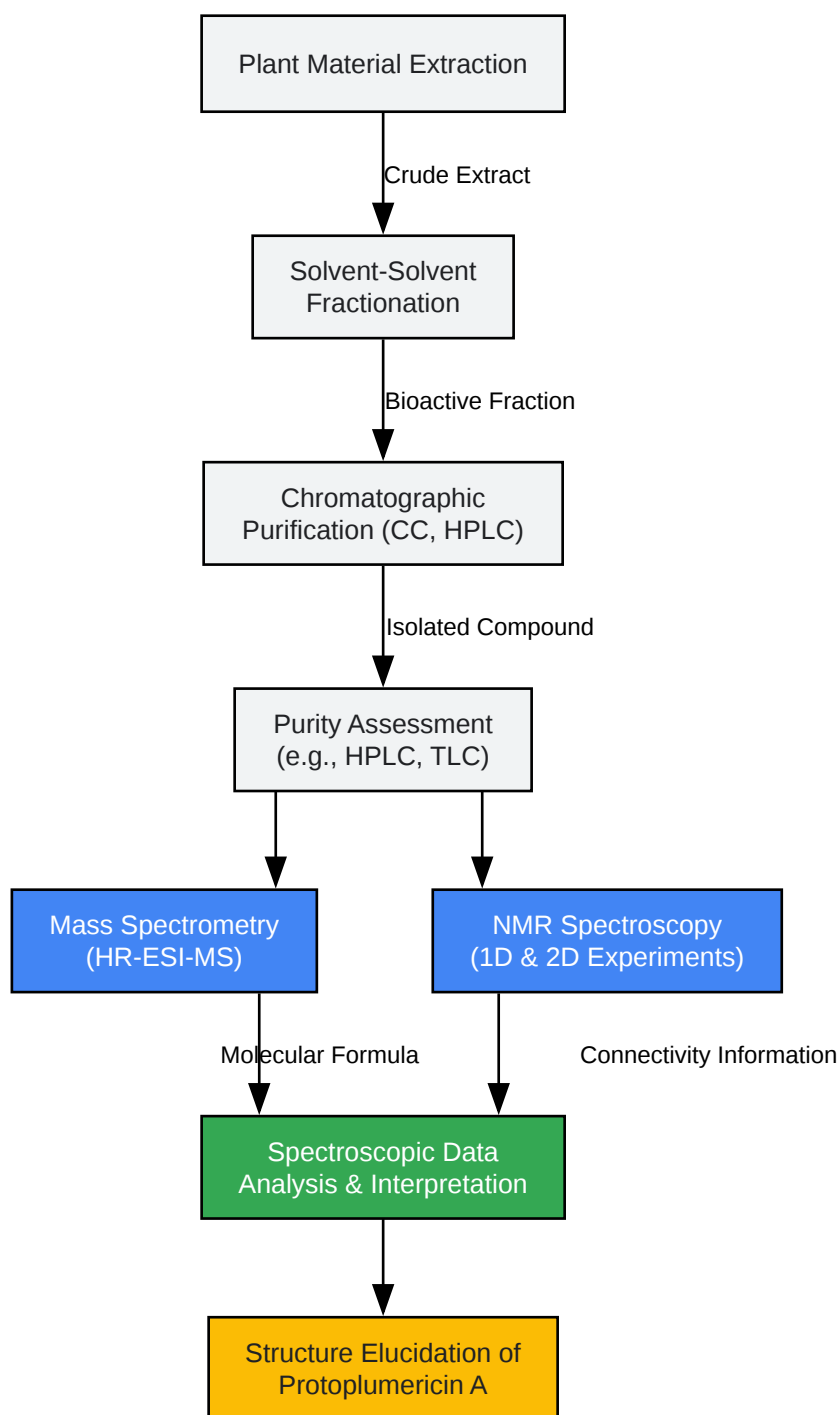 Plant Material Extraction
Crude Extract
Solvent-Solvent
Fractionation
Bioactive Fraction
Chromatographic
Purification (CC, HPLC)
Isolated Compound
Purity Assessment
(e.g., HPLC, TLC)
Mass Spectrometry
(HR-ESI-MS)
NMR Spectroscopy
(1D & 2D Experiments)
Molecular Formula
Connectivity Information
Spectroscopic Data
Analysis & Interpretation
Structure Elucidation of
Protoplumericin A